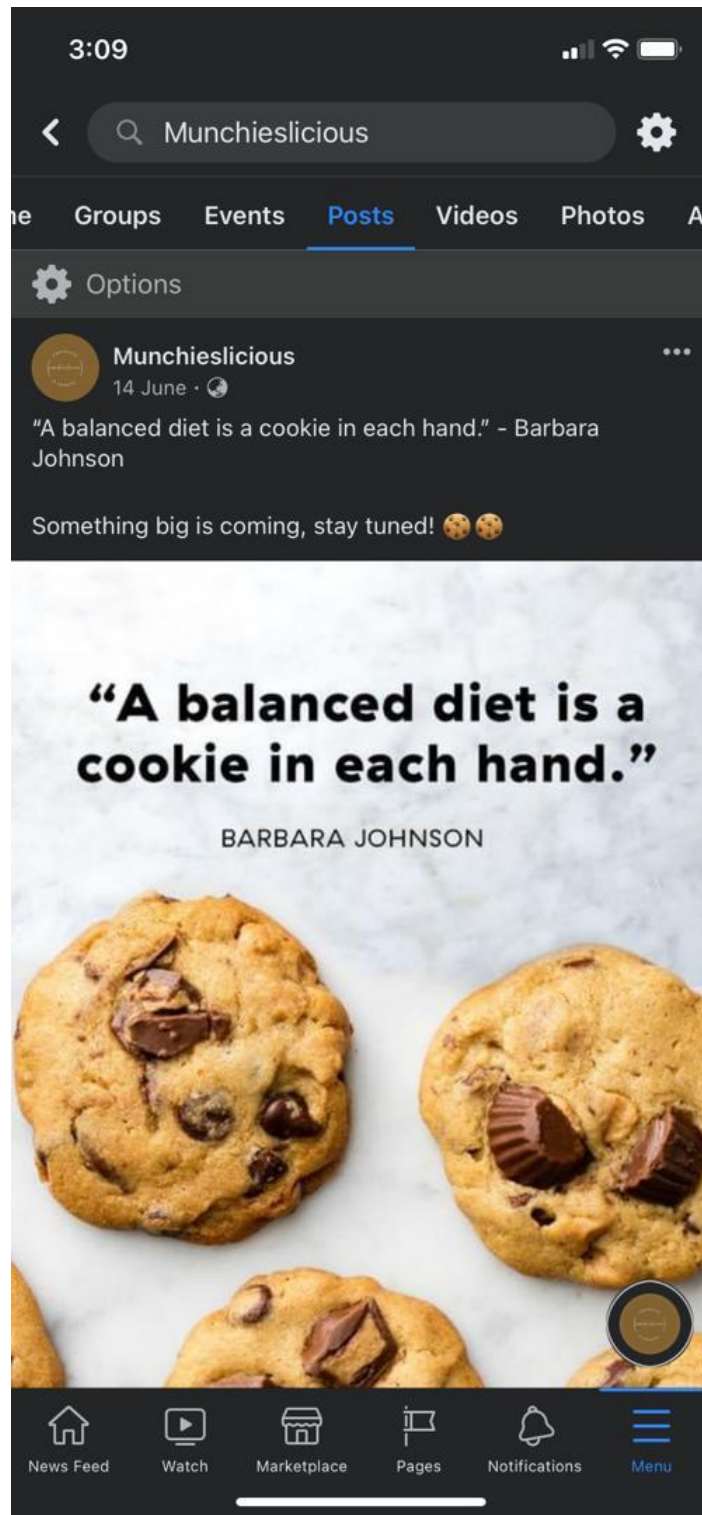 3:09
Munchieslicious
Groups Events Posts Videos Photos A
Options
Munchieslicious
14 June ·
“A balanced diet is a cookie in each hand.” - Barbara
Johnson
Something big is coming, stay tuned! 🍪🍪
“A balanced diet is a
cookie in each hand.”
BARBARA JOHNSON
News Feed Watch Marketplace Pages Notifications Menu